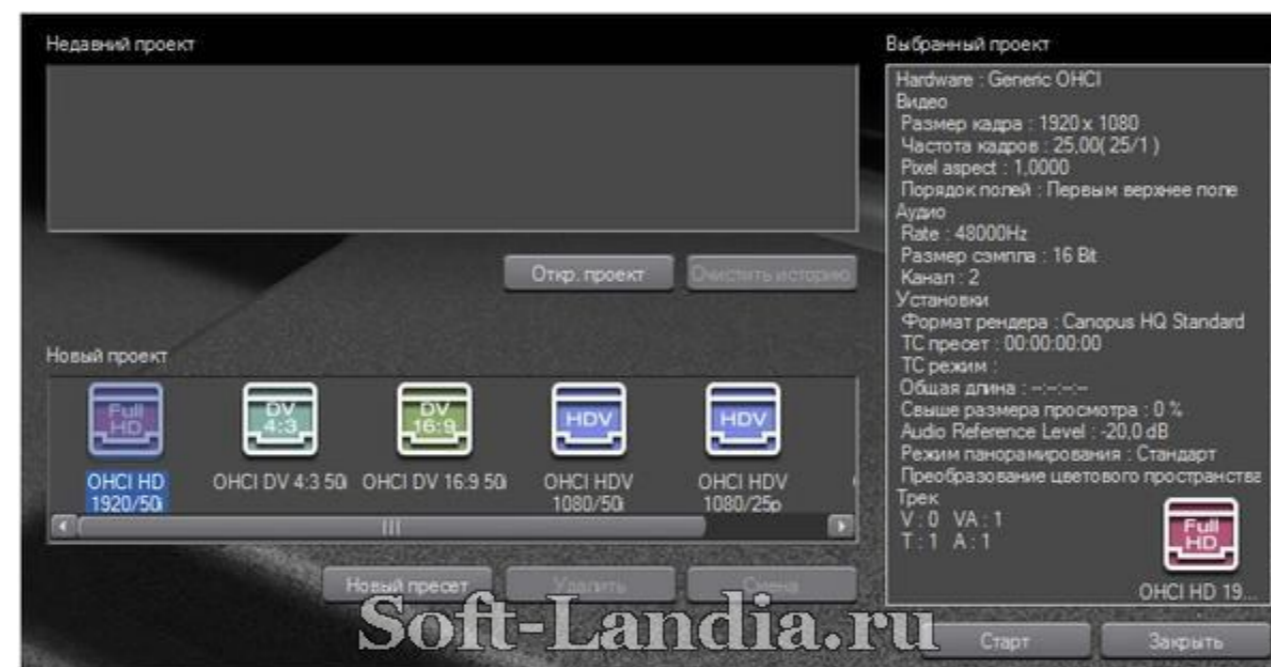 Недавний проект
Откр. проект
Очистить историю
Новый проект
Full HD
DV 4:3
DV 16:9
HDV
HDV
OHCI HD 1920/50i
OHCI DV 4:3 50i
OHCI DV 16:9 50i
OHCI HDV 1080/50i
OHCI HDV 1080/25p
Новый пресет
Удалить
Смена
Выбранный проект
Hardware : Generic OHCI
Видео
Размер кадра : 1920 x 1080
Частота кадров : 25,00( 25/1 )
Pixel aspect : 1,0000
Порядок полей : Первым верхнее поле
Аудио
Rate : 48000Hz
Размер сэмпла : 16 Bit
Канал : 2
Установки
Формат рендера : Canopus HQ Standard
TC пресет : 00:00:00:00
TC режим :
Общая длина : --:--:--:--
Свыше размера просмотра : 0 %
Audio Reference Level : -20,0 dB
Режим панорамирования : Стандарт
Преобразование цветового пространства
Трек
V : 0 VA : 1
T : 1 A : 1
Full HD
OHCI HD 19...
Старт
Закрыть
Soft-Landia.ru